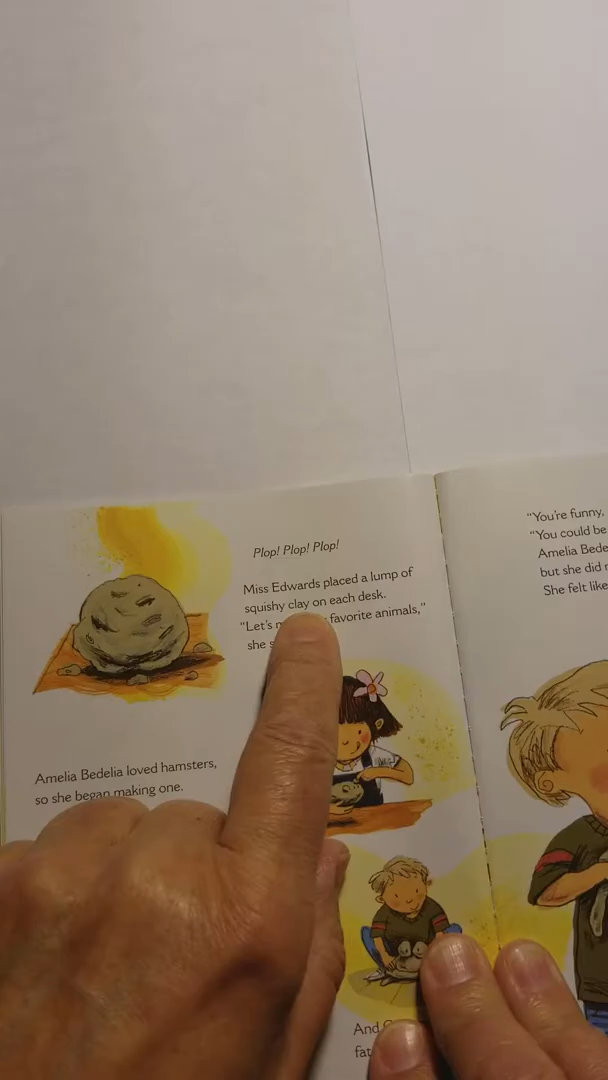 Plop! Plop! Plop!
Miss Edwards placed a lump of
squishy clay on each desk.
"Let's favorite animals,"
she
Amelia Bedelia loved hamsters,
so she began making one.
And
"You're funny,
"You could be
Amelia Bede
but she did
She felt like